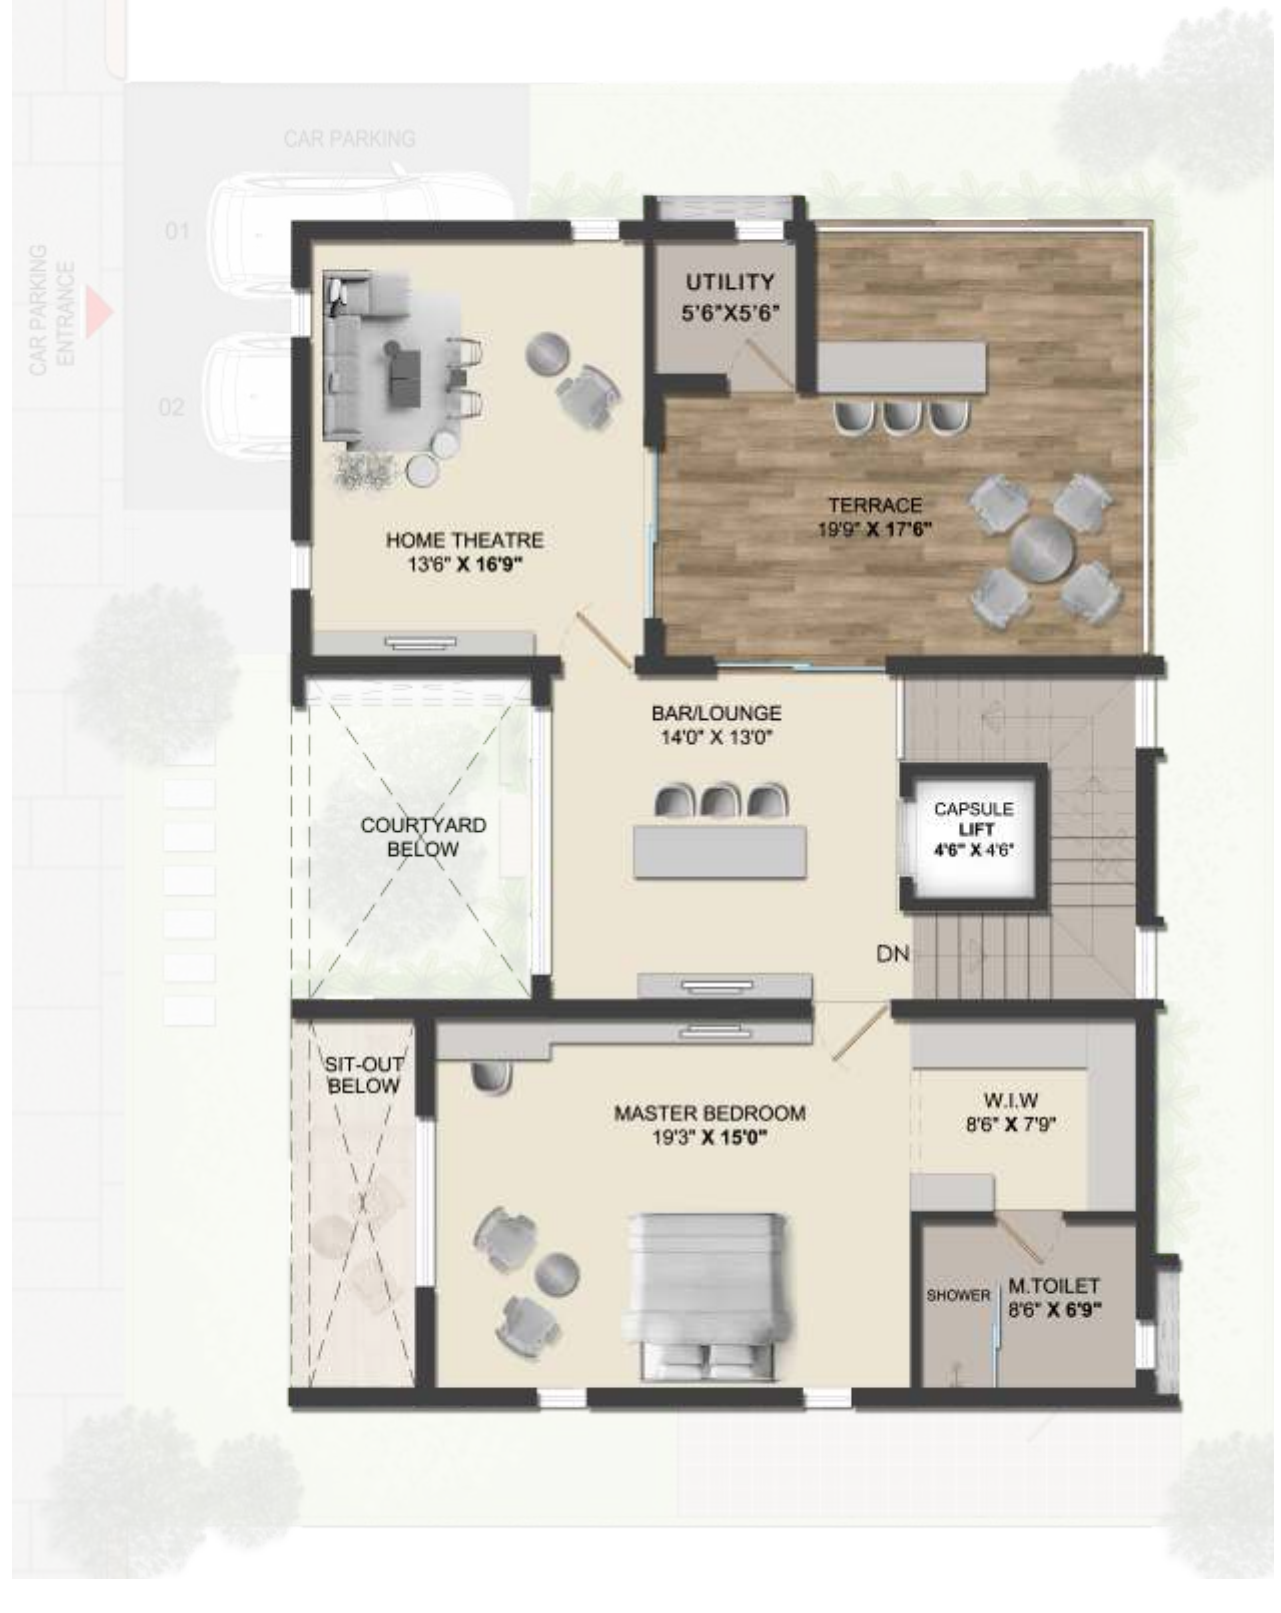 CAR PARKING
01
CAR PARKING
ENTRANCE
02
UTILITY
5'6"X5'6"
TERRACE
19'9" X 17'6"
HOME THEATRE
13'6" X 16'9"
BAR/LOUNGE
14'0" X 13'0"
COURTYARD
BELOW
CAPSULE
LIFT
4'6" X 4'6"
DN
SIT-OUT
BELOW
MASTER BEDROOM
19'3" X 15'0"
W.I.W
8'6" X 7'9"
SHOWER
M.TOILET
8'6" X 6'9"